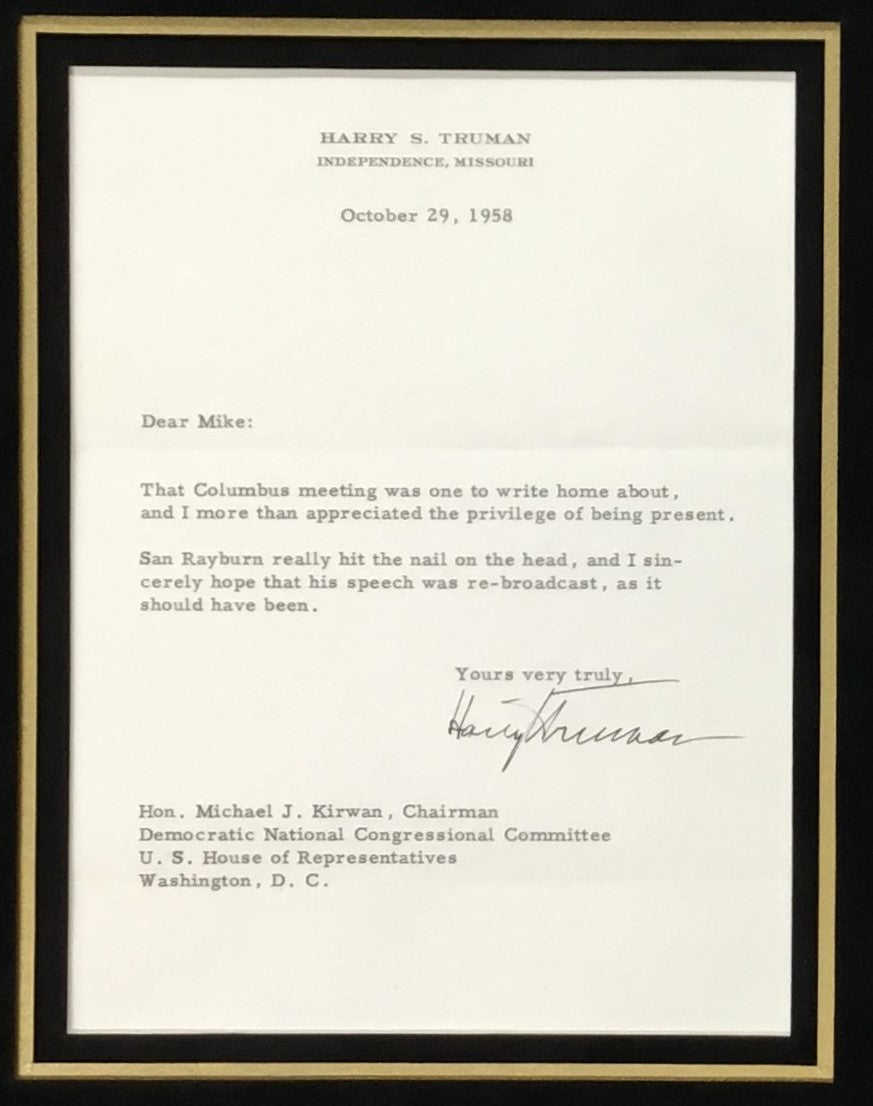 HARRY S. TRUMAN
INDEPENDENCE, MISSOURI
October 29, 1958
Dear Mike:
That Columbus meeting was one to write home about,
and I more than appreciated the privilege of being present.
San Rayburn really hit the nail on the head, and I sin-
cerely hope that his speech was re-broadcast, as it
should have been.
Yours very truly,
Harry Truman
Hon. Michael J. Kirwan, Chairman
Democratic National Congressional Committee
U. S. House of Representatives
Washington, D. C.